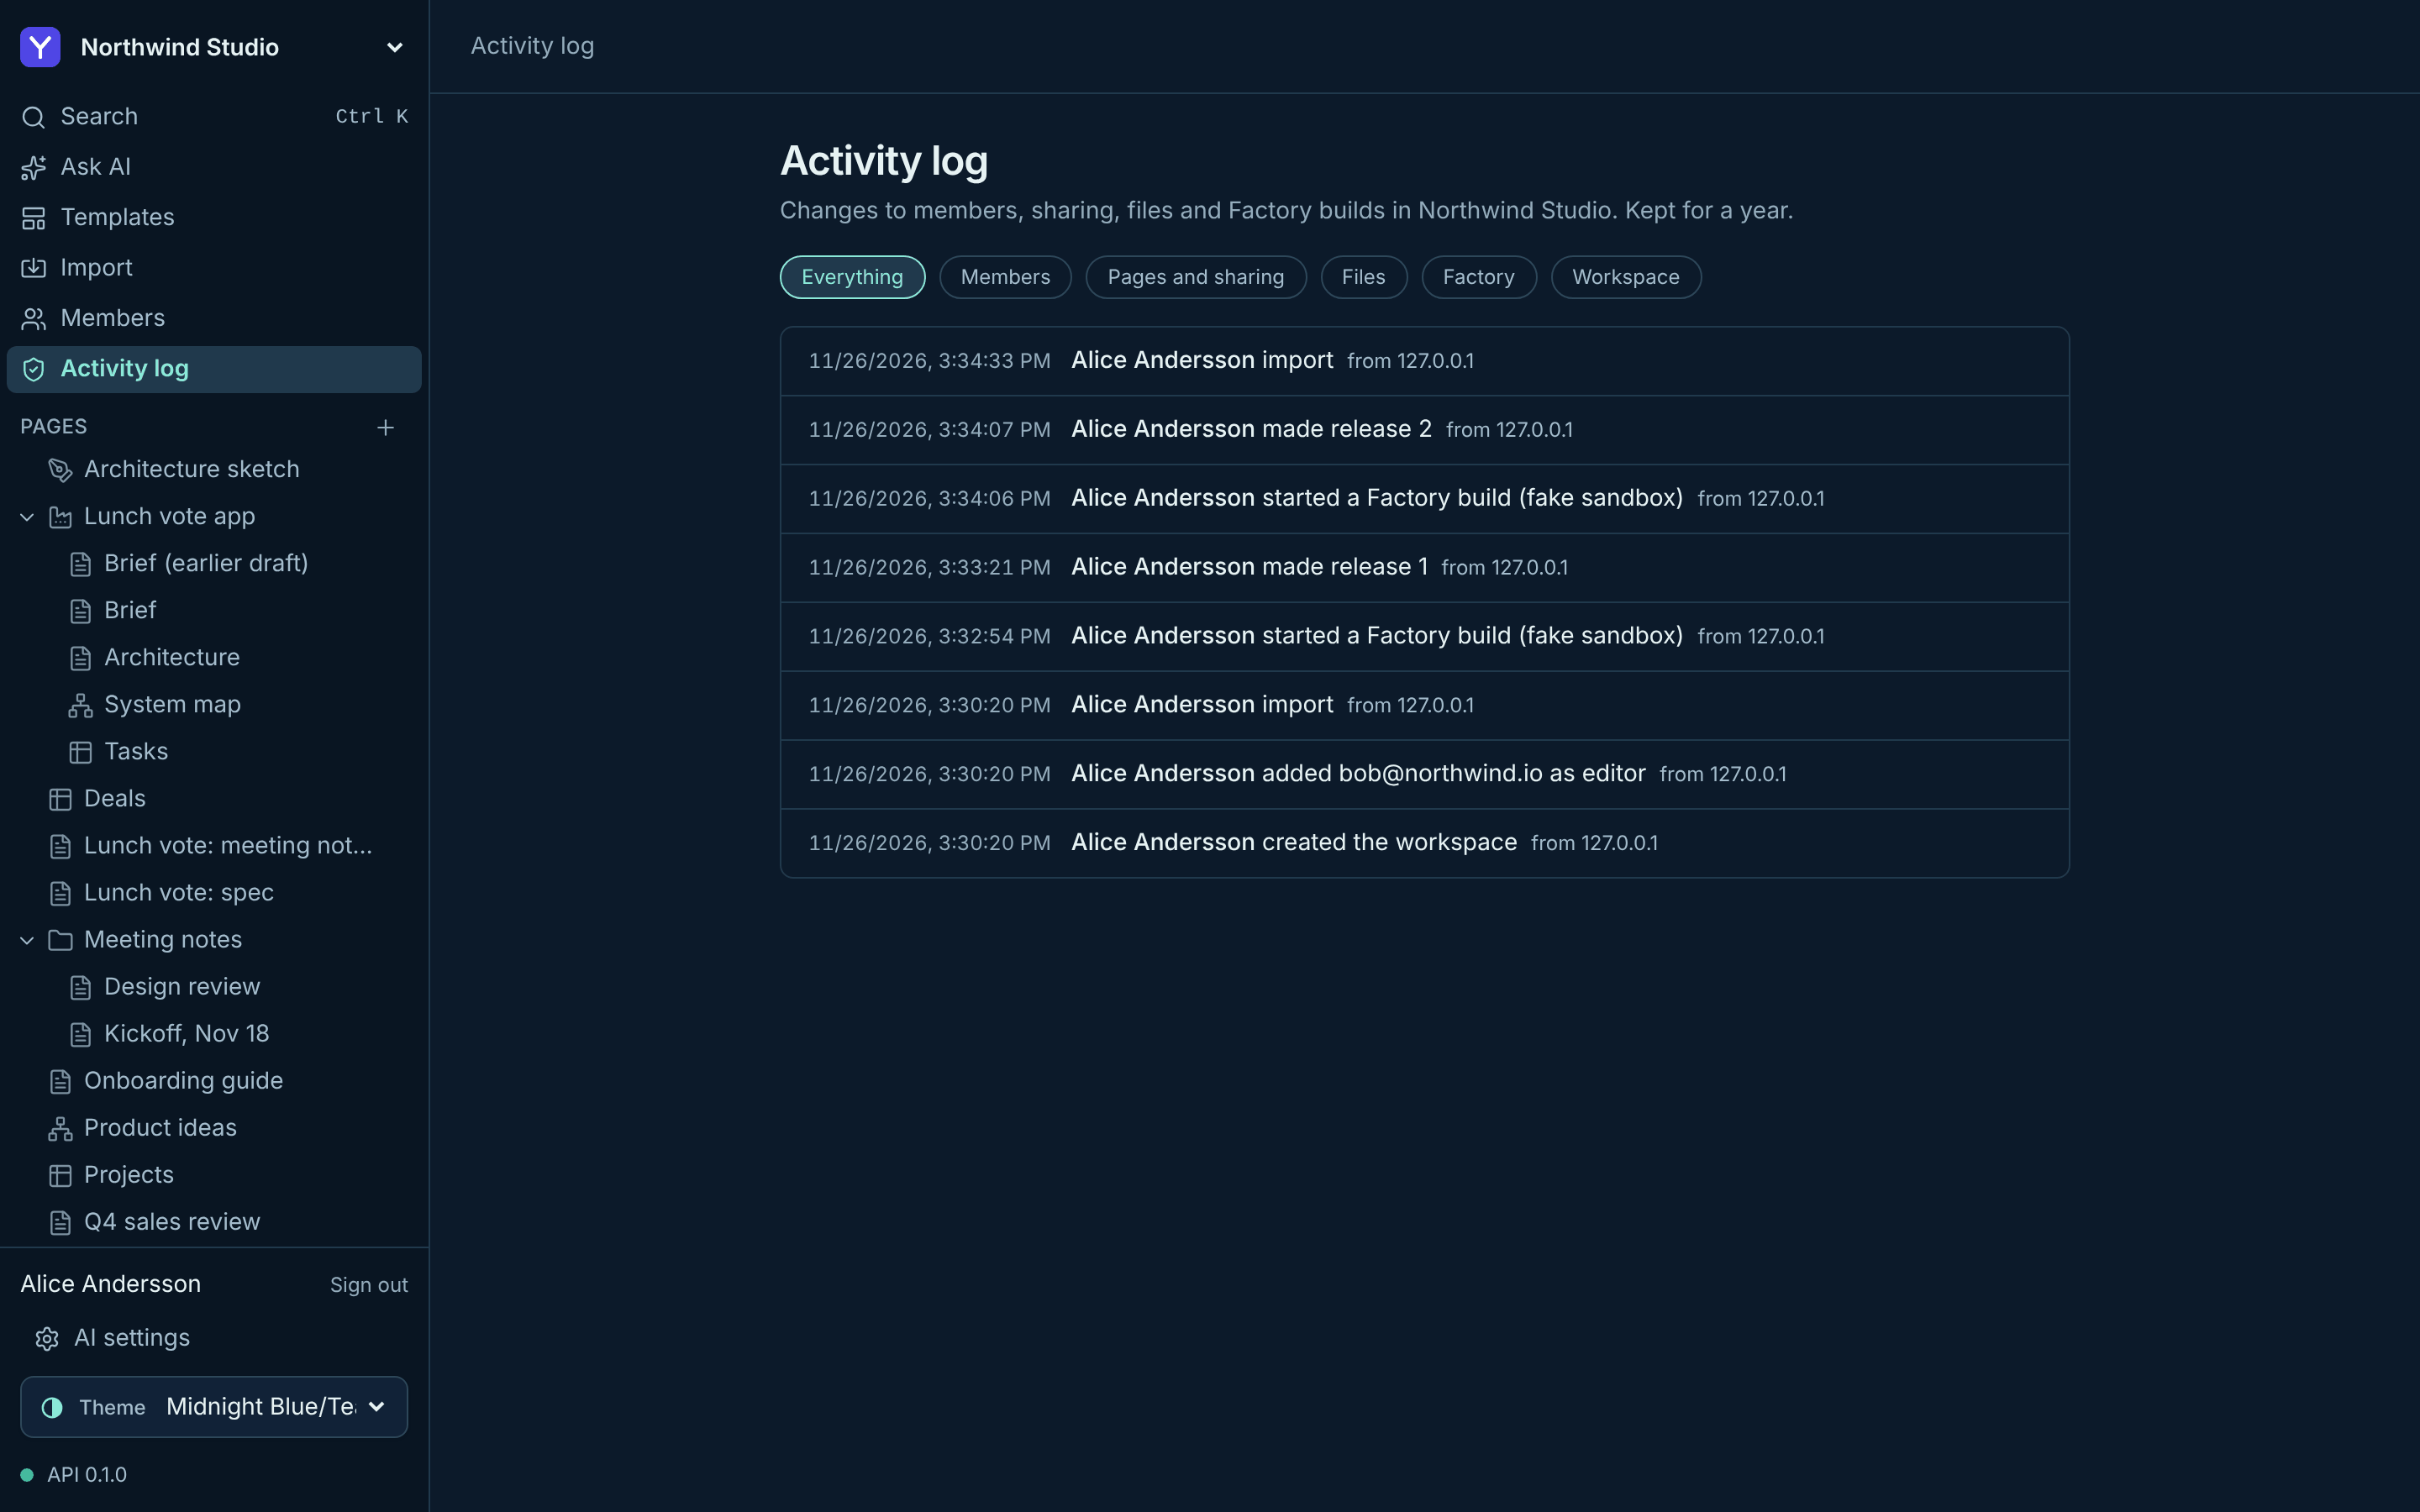 Northwind Studio
Search Ctrl K
Ask AI
Templates
Import
Members
Activity log
PAGES
Architecture sketch
Lunch vote app
Brief (earlier draft)
Brief
Architecture
System map
Tasks
Deals
Lunch vote: meeting not...
Lunch vote: spec
Meeting notes
Design review
Kickoff, Nov 18
Onboarding guide
Product ideas
Projects
Q4 sales review
Alice Andersson Sign out
AI settings
Theme Midnight Blue/Tea
API 0.1.0
Activity log
Activity log
Changes to members, sharing, files and Factory builds in Northwind Studio. Kept for a year.
Everything Members Pages and sharing Files Factory Workspace
11/26/2026, 3:34:33 PM Alice Andersson import from 127.0.0.1
11/26/2026, 3:34:07 PM Alice Andersson made release 2 from 127.0.0.1
11/26/2026, 3:34:06 PM Alice Andersson started a Factory build (fake sandbox) from 127.0.0.1
11/26/2026, 3:33:21 PM Alice Andersson made release 1 from 127.0.0.1
11/26/2026, 3:32:54 PM Alice Andersson started a Factory build (fake sandbox) from 127.0.0.1
11/26/2026, 3:30:20 PM Alice Andersson import from 127.0.0.1
11/26/2026, 3:30:20 PM Alice Andersson added bob@northwind.io as editor from 127.0.0.1
11/26/2026, 3:30:20 PM Alice Andersson created the workspace from 127.0.0.1